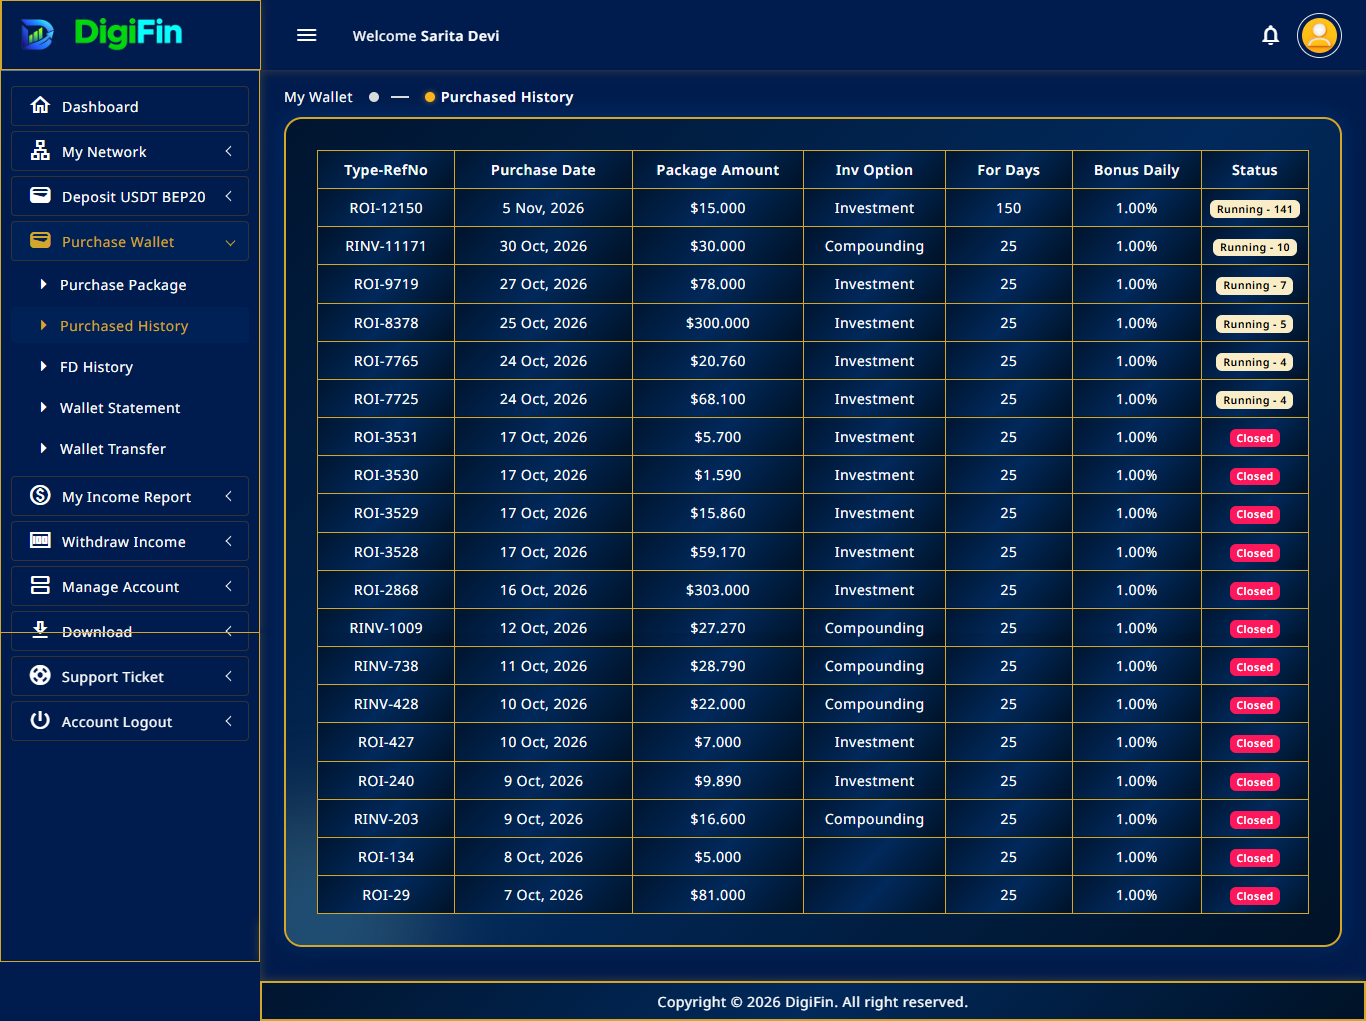 DigiFin
Welcome Sarita Devi
Dashboard
My Network
Deposit USDT BEP20
Purchase Wallet
Purchase Package
Purchased History
FD History
Wallet Statement
Wallet Transfer
My Income Report
Withdraw Income
Manage Account
Download
Support Ticket
Account Logout
My Wallet Purchased History
Type-RefNo Purchase Date Package Amount Inv Option For Days Bonus Daily Status
ROI-12150 5 Nov, 2026 $15.000 Investment 150 1.00% Running - 141
RINV-11171 30 Oct, 2026 $30.000 Compounding 25 1.00% Running - 10
ROI-9719 27 Oct, 2026 $78.000 Investment 25 1.00% Running - 7
ROI-8378 25 Oct, 2026 $300.000 Investment 25 1.00% Running - 5
ROI-7765 24 Oct, 2026 $20.760 Investment 25 1.00% Running - 4
ROI-7725 24 Oct, 2026 $68.100 Investment 25 1.00% Running - 4
ROI-3531 17 Oct, 2026 $5.700 Investment 25 1.00% Closed
ROI-3530 17 Oct, 2026 $1.590 Investment 25 1.00% Closed
ROI-3529 17 Oct, 2026 $15.860 Investment 25 1.00% Closed
ROI-3528 17 Oct, 2026 $59.170 Investment 25 1.00% Closed
ROI-2868 16 Oct, 2026 $303.000 Investment 25 1.00% Closed
RINV-1009 12 Oct, 2026 $27.270 Compounding 25 1.00% Closed
RINV-738 11 Oct, 2026 $28.790 Compounding 25 1.00% Closed
RINV-428 10 Oct, 2026 $22.000 Compounding 25 1.00% Closed
ROI-427 10 Oct, 2026 $7.000 Investment 25 1.00% Closed
ROI-240 9 Oct, 2026 $9.890 Investment 25 1.00% Closed
RINV-203 9 Oct, 2026 $16.600 Compounding 25 1.00% Closed
ROI-134 8 Oct, 2026 $5.000 25 1.00% Closed
ROI-29 7 Oct, 2026 $81.000 25 1.00% Closed
Copyright © 2026 DigiFin. All right reserved.